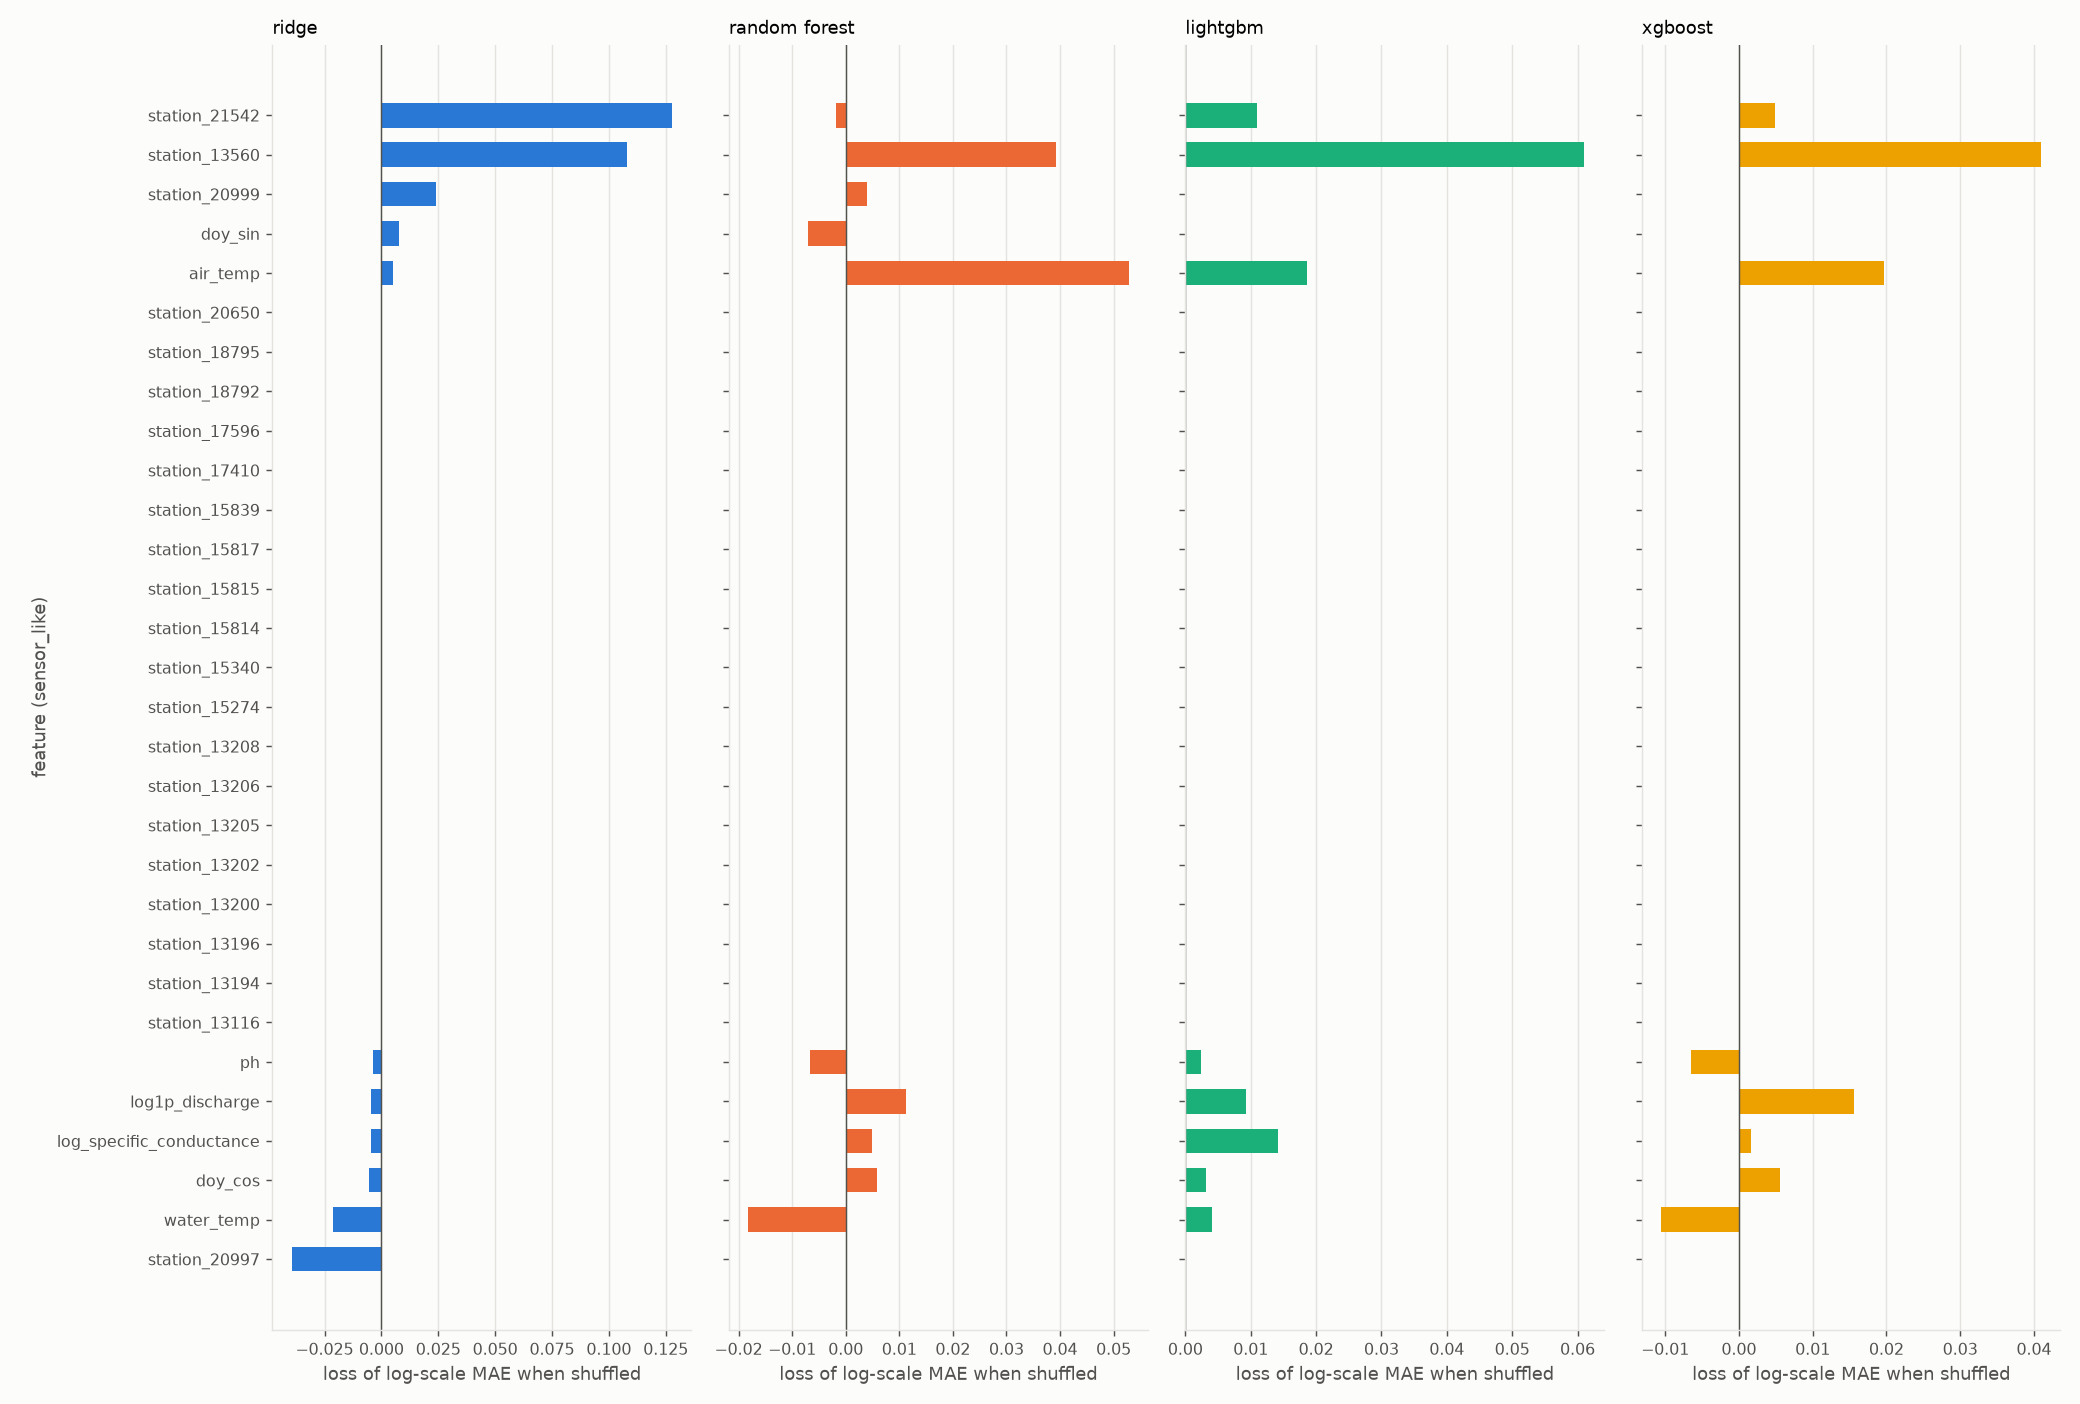 ridge
random forest
lightgbm
xgboost
station_21542
station_13560
station_20999
doy_sin
air_temp
station_20650
station_18795
station_18792
station_17596
station_17410
station_15839
station_15817
station_15815
station_15814
station_15340
station_15274
station_13208
station_13206
station_13205
station_13202
station_13200
station_13196
station_13194
station_13116
ph
log1p_discharge
log_specific_conductance
doy_cos
water_temp
station_20997
feature (sensor_like)
−0.025 0.000 0.025 0.050 0.075 0.100 0.125
−0.02 −0.01 0.00 0.01 0.02 0.03 0.04 0.05
0.00 0.01 0.02 0.03 0.04 0.05 0.06
−0.01 0.00 0.01 0.02 0.03 0.04
loss of log-scale MAE when shuffled
loss of log-scale MAE when shuffled
loss of log-scale MAE when shuffled
loss of log-scale MAE when shuffled